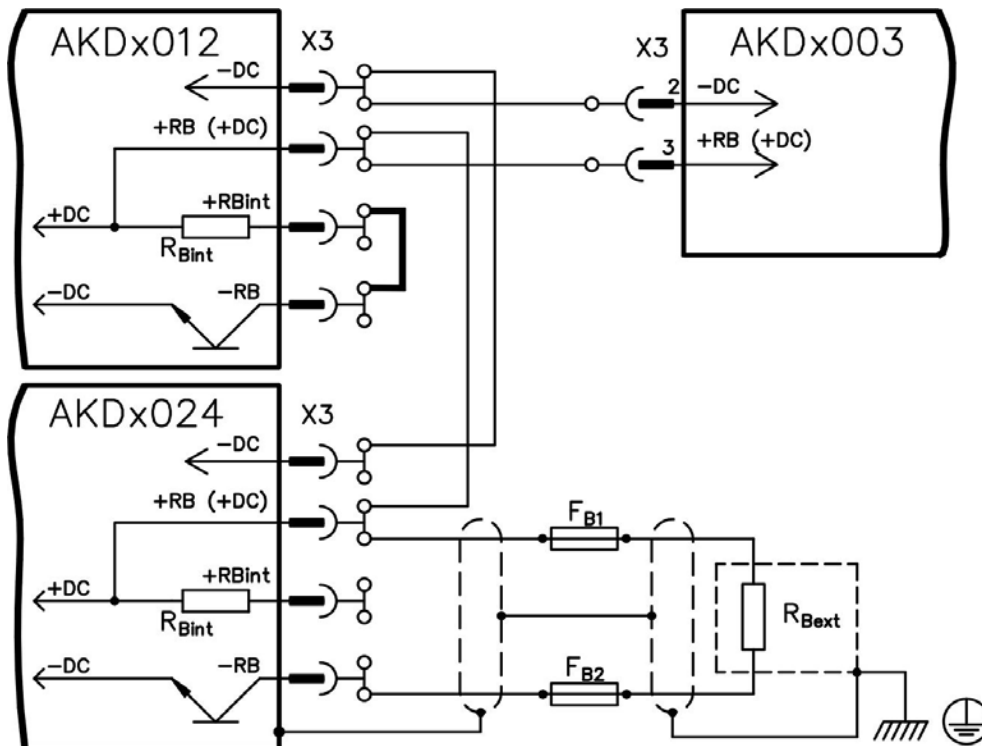 AKDx012
X3
-DC
+RB (+DC)
+DC
+RBint
RBint
-DC
-RB
X3
AKDx003
2
-DC
3
+RB (+DC)
AKDx024
X3
-DC
+RB (+DC)
+DC
+RBint
RBint
-DC
-RB
FB1
FB2
RBext